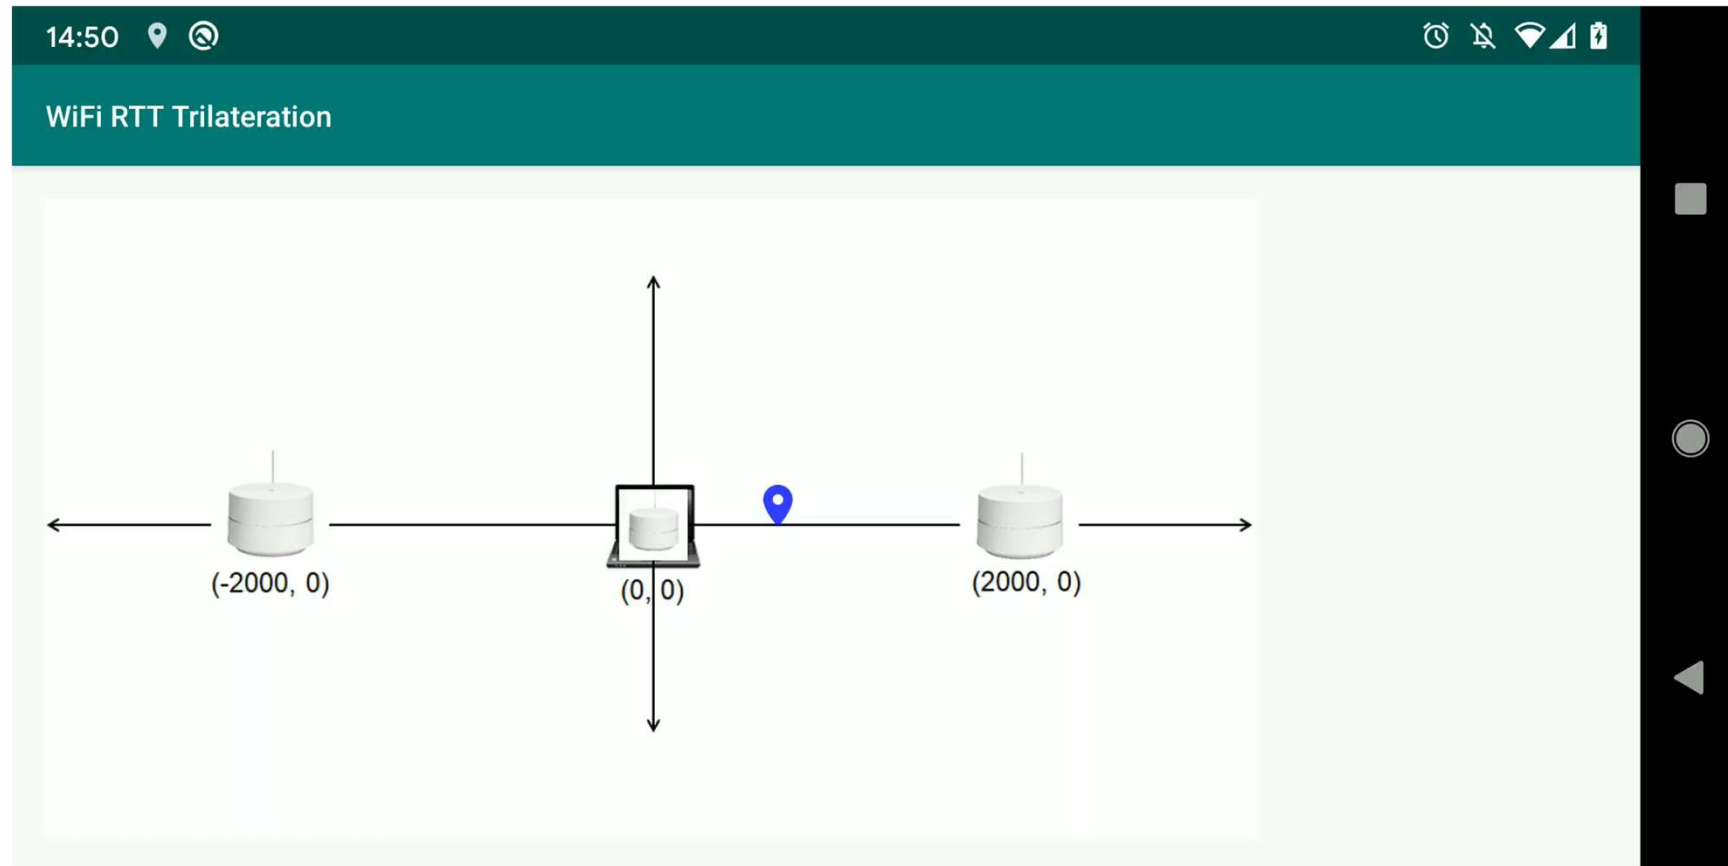 14:50
WiFi RTT Trilateration
(-2000, 0)
(0, 0)
(2000, 0)